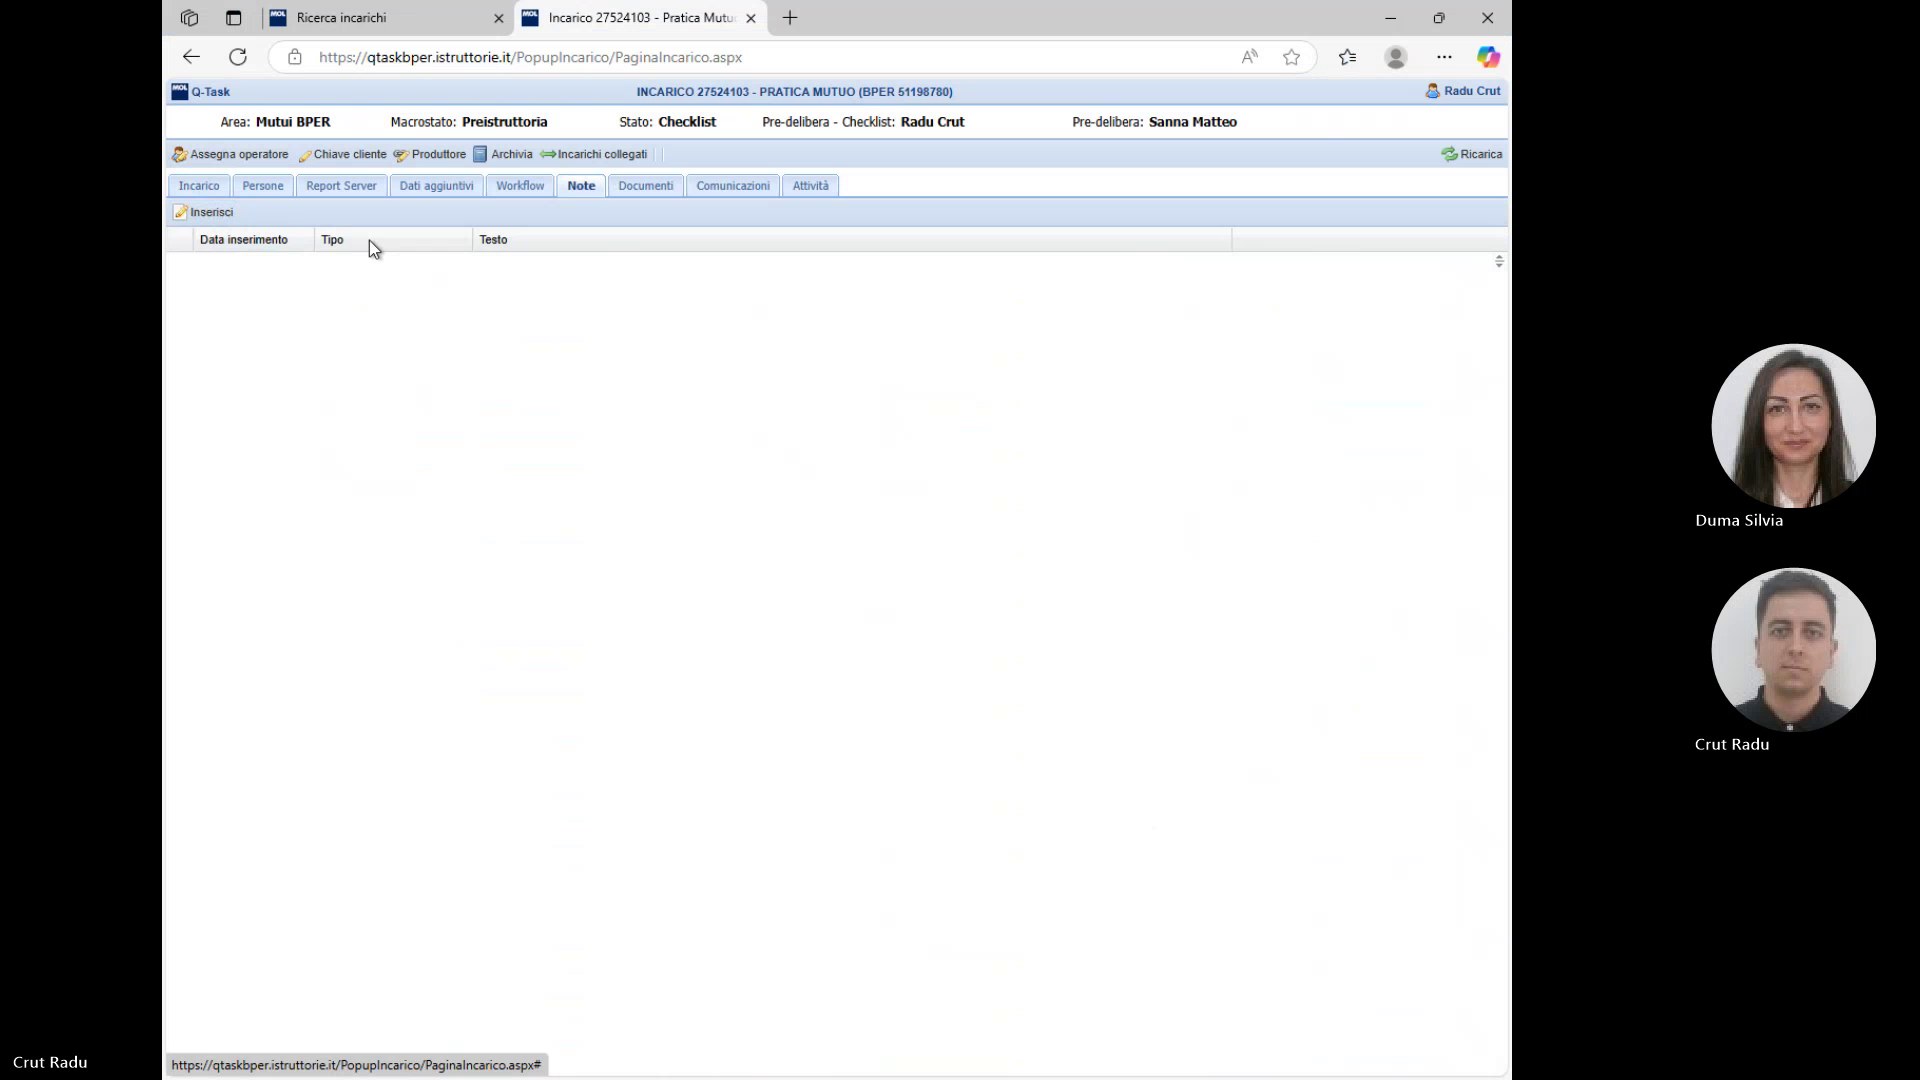 Ricerca incarichi
Incarico 27524103 - Pratica Mutu
https://qtaskbper.istruttorie.it/PopupIncarico/PaginaIncarico.aspx
MOL Q-Task
INCARICO 27524103 - PRATICA MUTUO (BPER 51198780)
Radu Crut
Area: Mutui BPER
Macrostato: Preistruttoria
Stato: Checklist
Pre-delibera - Checklist: Radu Crut
Pre-delibera: Sanna Matteo
Assegna operatore
Chiave cliente
Produttore
Archivia
Incarichi collegati
Ricarica
Incarico
Persone
Report Server
Dati aggiuntivi
Workflow
Note
Documenti
Comunicazioni
Attività
Inserisci
Data inserimento
Tipo
Testo
Duma Silvia
Crut Radu
Crut Radu
https://qtaskbper.istruttorie.it/PopupIncarico/PaginaIncarico.aspx#